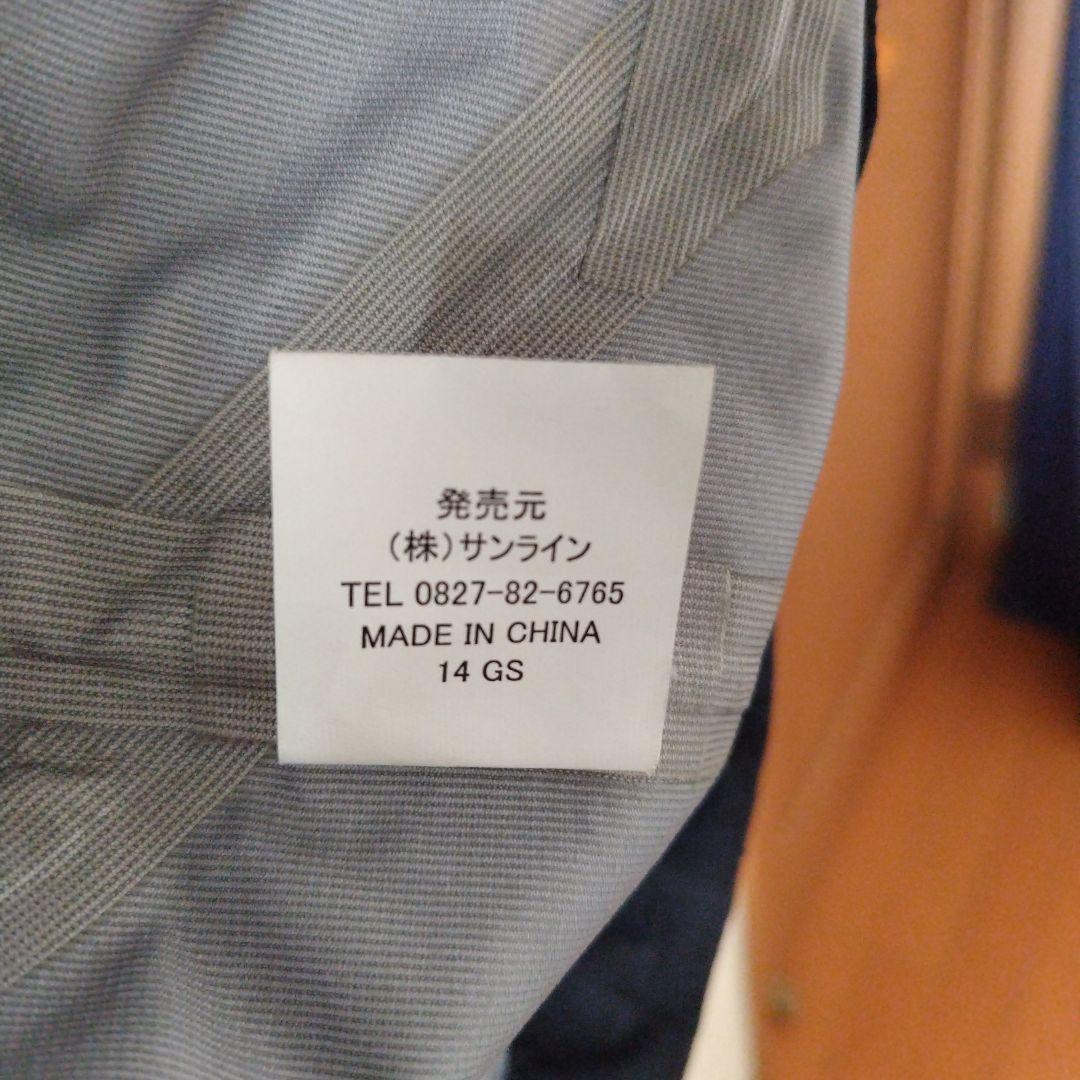 発売元
(株)サンライン
TEL 0827-82-6765
MADE IN CHINA
14 GS